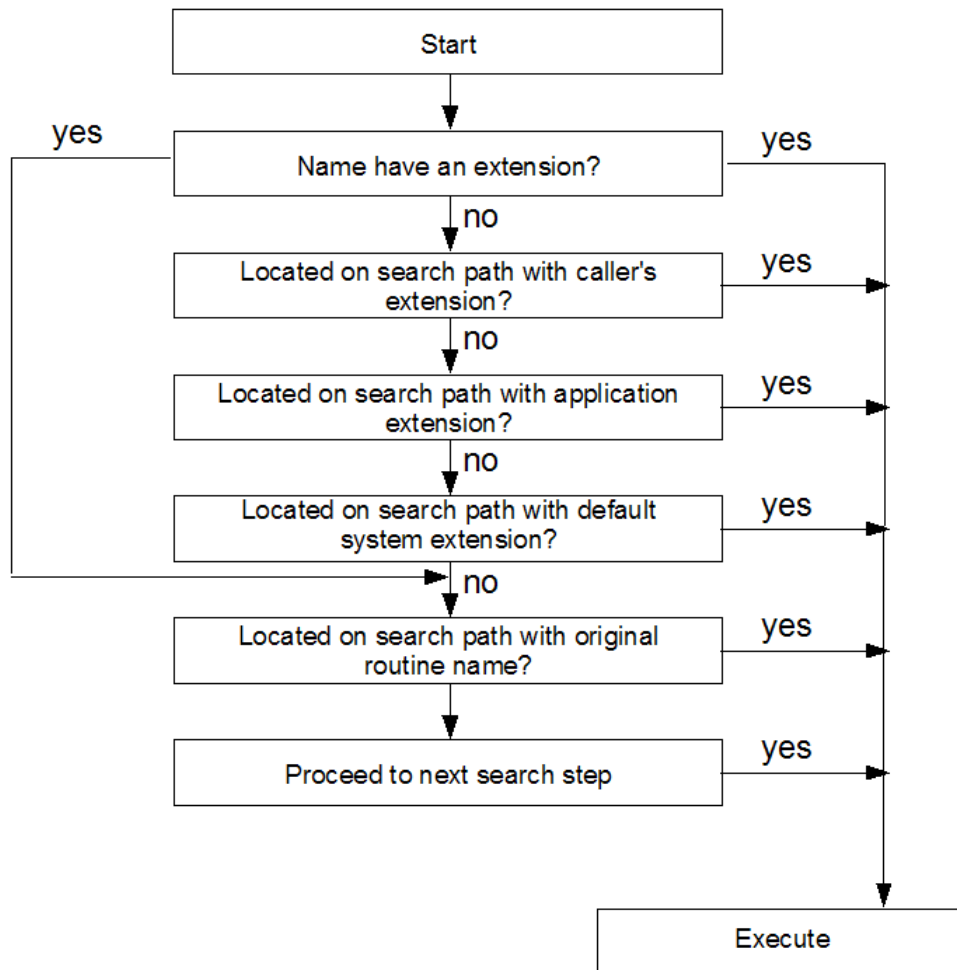 Start
yes
yes
Name have an extension?
no
Located on search path with caller's
extension?
yes
no
Located on search path with application
extension?
yes
no
Located on search path with default
system extension?
yes
no
Located on search path with original
routine name?
yes
Proceed to next search step
yes
Execute